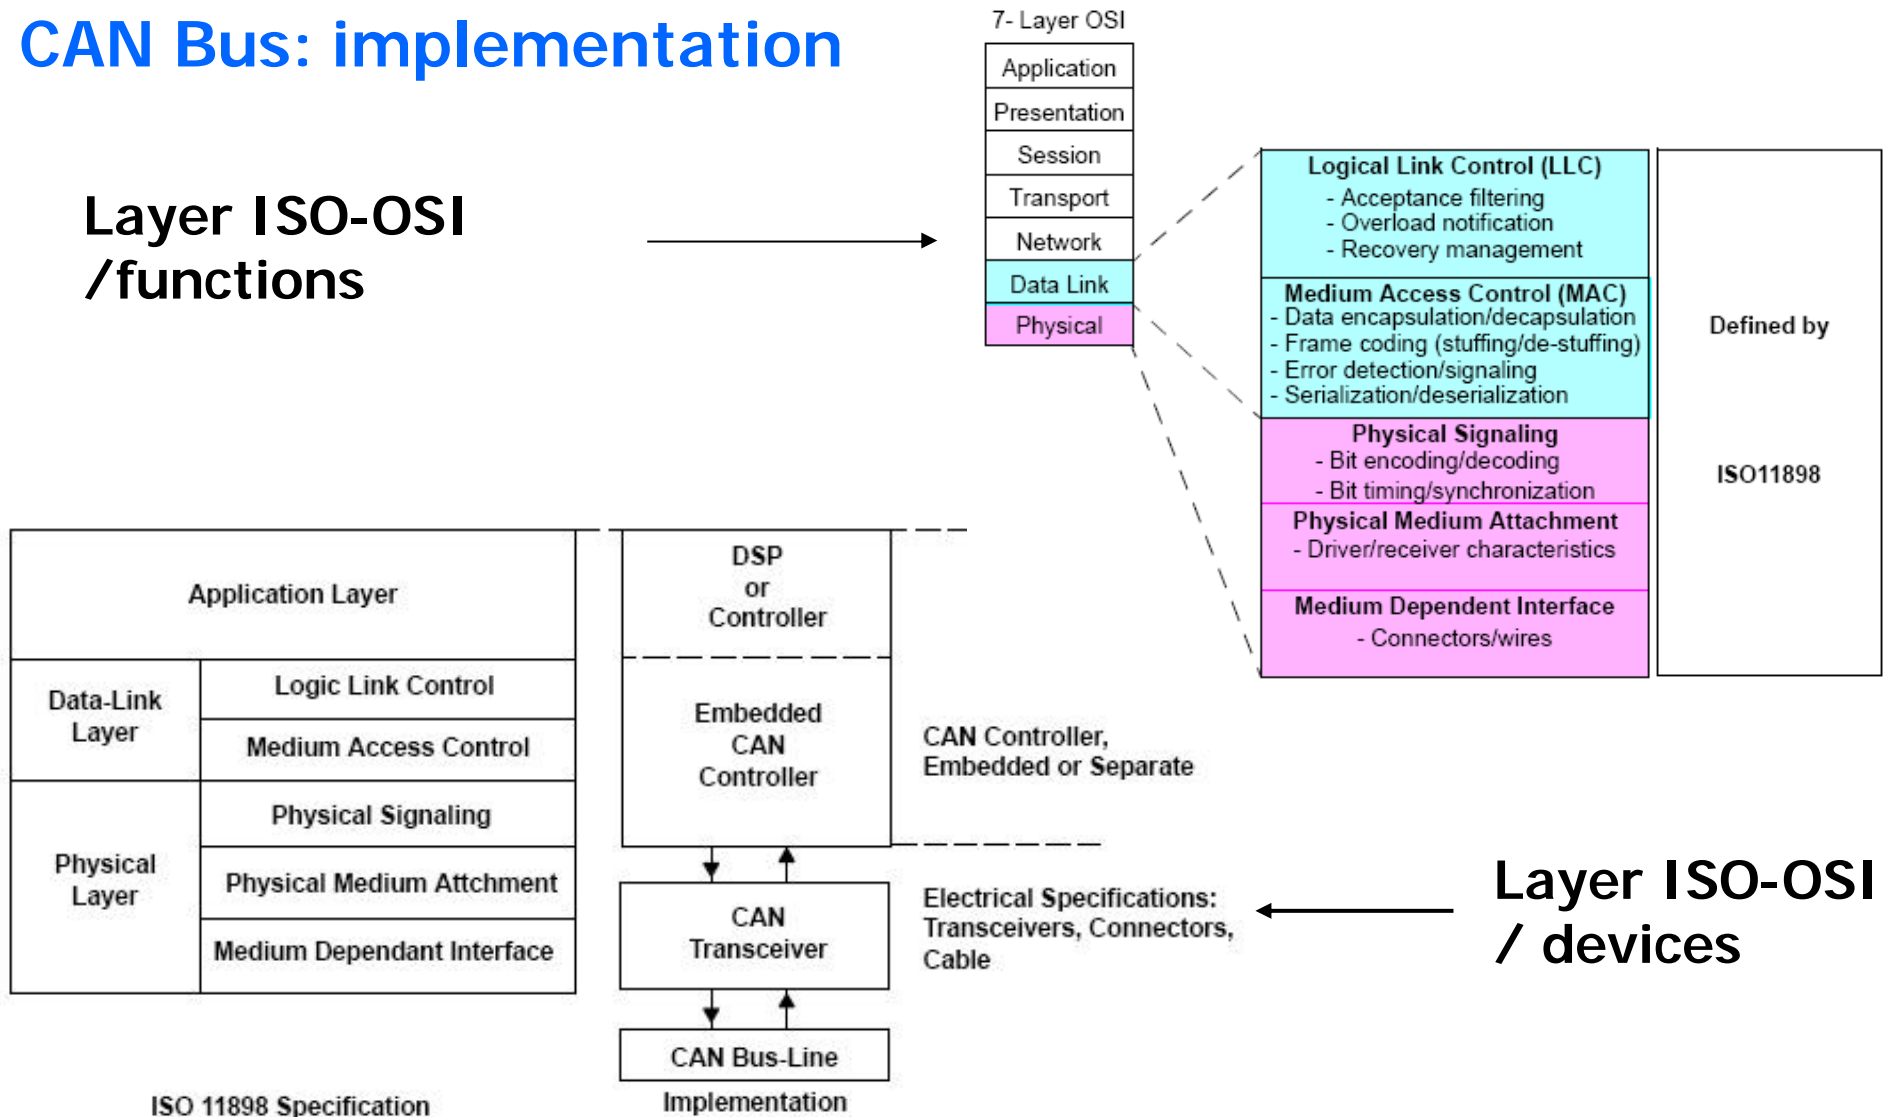 CAN Bus: implementation
7- Layer OSI
Application
Presentation
Session
Transport
Network
Data Link
Physical
Layer ISO-OSI
/functions
Logical Link Control (LLC)
- Acceptance filtering
- Overload notification
- Recovery management
Medium Access Control (MAC)
- Data encapsulation/decapsulation
- Frame coding (stuffing/de-stuffing)
- Error detection/signaling
- Serialization/deserialization
Physical Signaling
- Bit encoding/decoding
- Bit timing/synchronization
Physical Medium Attachment
- Driver/receiver characteristics
Medium Dependent Interface
- Connectors/wires
Defined by
ISO11898
Application Layer
Data-Link
Layer
Logic Link Control
Medium Access Control
Physical
Layer
Physical Signaling
Physical Medium Attchment
Medium Dependant Interface
ISO 11898 Specification
DSP
or
Controller
Embedded
CAN
Controller
CAN
Transceiver
CAN Bus-Line
Implementation
CAN Controller,
Embedded or Separate
Electrical Specifications:
Transceivers, Connectors,
Cable
Layer ISO-OSI
/ devices